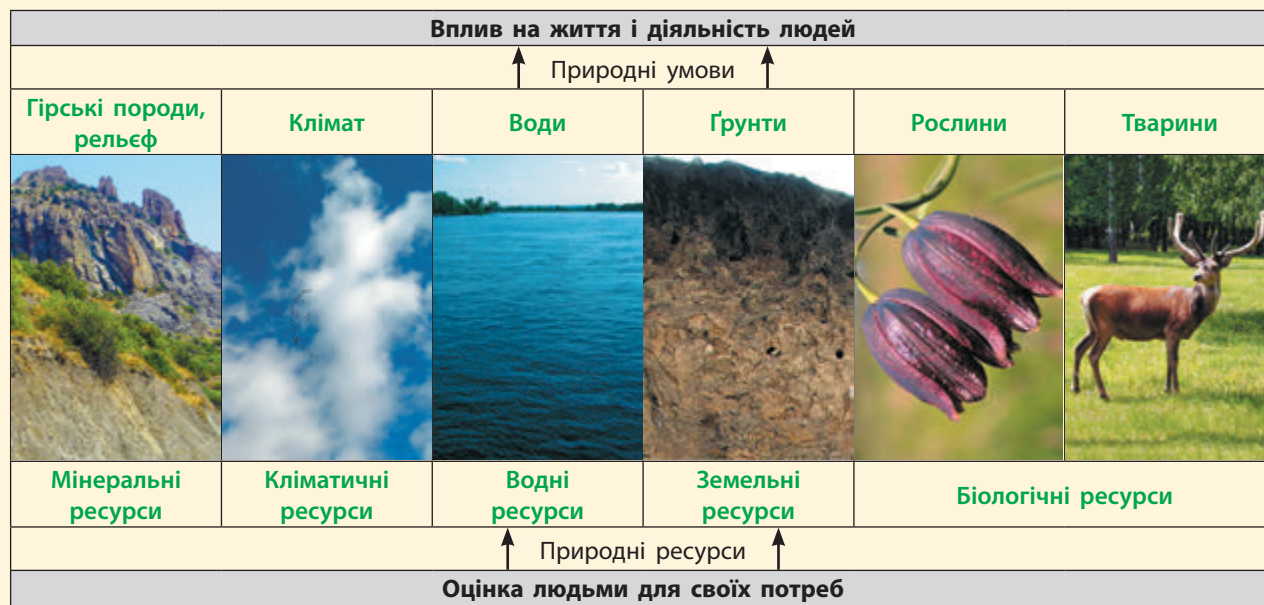 Вплив на життя і діяльність людей
Природні умови
Гірські породи,
рельєф
Клімат
Води
Ґрунти
Рослини
Тварини
Мінеральні
ресурси
Кліматичні
ресурси
Водні
ресурси
Земельні
ресурси
Біологічні ресурси
Природні ресурси
Оцінка людьми для своїх потреб